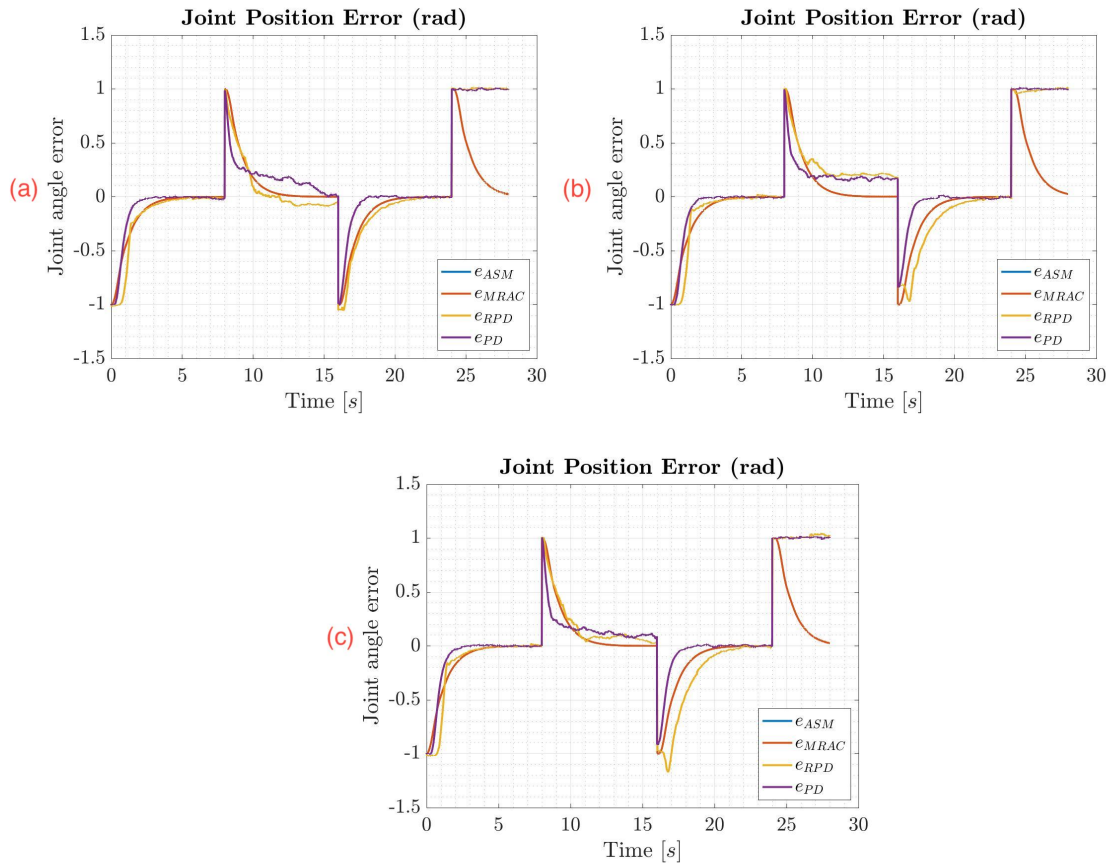 Joint Position Error (rad)
1.5
1
0.5
0
-0.5
-1
-1.5
Joint angle error
(a)
0
5
10
15
20
25
30
Time [s]
e_ASM
e_MRAC
e_RPD
e_PD
Joint Position Error (rad)
1.5
1
0.5
0
-0.5
-1
-1.5
Joint angle error
(b)
0
5
10
15
20
25
30
Time [s]
e_ASM
e_MRAC
e_RPD
e_PD
Joint Position Error (rad)
1.5
1
0.5
0
-0.5
-1
-1.5
Joint angle error
(c)
0
5
10
15
20
25
30
Time [s]
e_ASM
e_MRAC
e_RPD
e_PD